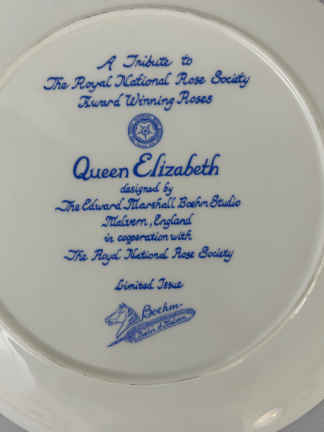 A Tribute to
The Royal National Rose Society
Award Winning Roses
Queen Elizabeth
designed by
The Edward Marshall Boehm Studio
Malvern, England
in cooperation with
The Royal National Rose Society
Limited Issue
Boehm